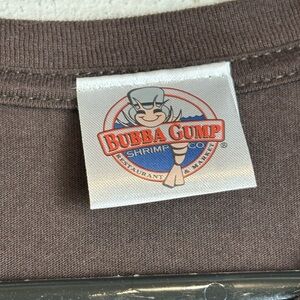 BUBBA GUMP
SHRIMP CO.
RESTAURANT & MARKET
®